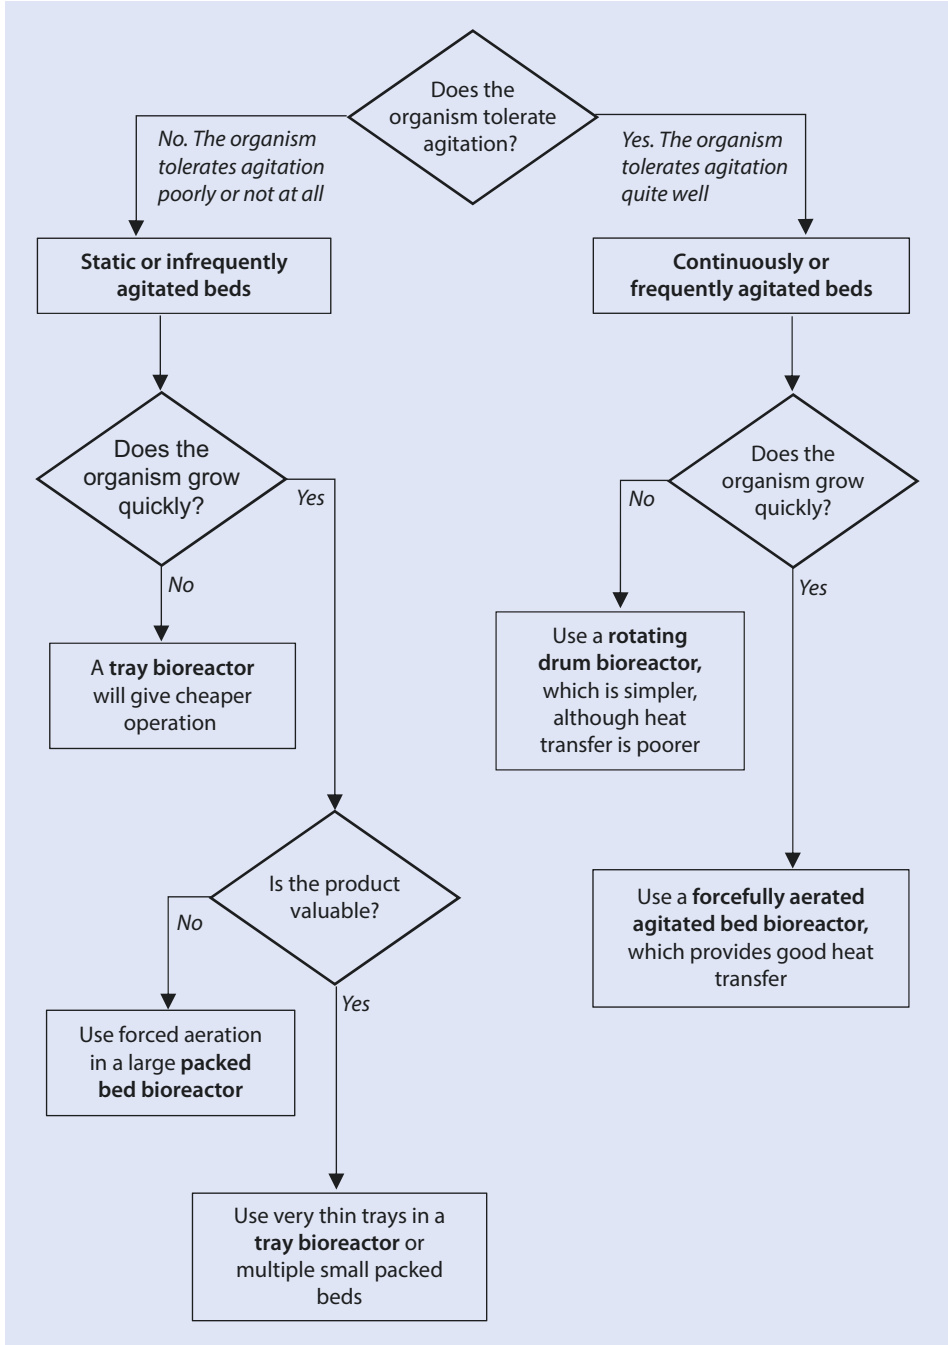 Does the
organism tolerate
agitation?
No. The organism
tolerates agitation
poorly or not at all
Yes. The organism
tolerates agitation
quite well
Static or infrequently
agitated beds
Continuously or
frequently agitated beds
Does the
organism grow
quickly?
Yes
No
Does the
organism grow
quickly?
No
Yes
A tray bioreactor
will give cheaper
operation
Use a rotating
drum bioreactor,
which is simpler,
although heat
transfer is poorer
Is the product
valuable?
No
Yes
Use a forcefully aerated
agitated bed bioreactor,
which provides good heat
transfer
Use forced aeration
in a large packed
bed bioreactor
Use very thin trays in a
tray bioreactor or
multiple small packed
beds